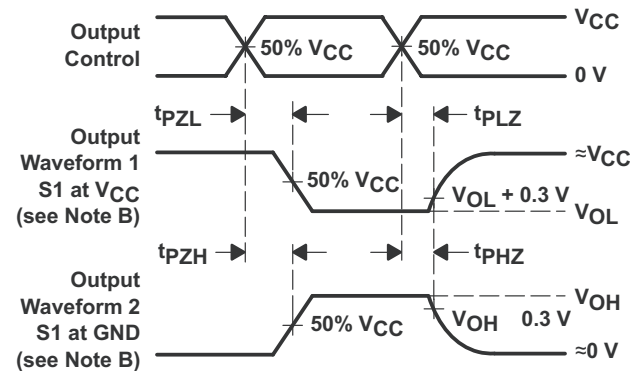 Output
Control
50% VCC
50% VCC
VCC
0 V
tPZL
tPLZ
Output
Waveform 1
S1 at VCC
(see Note B)
50% VCC
VOL + 0.3 V
≈VCC
VOL
tPZH
tPHZ
Output
Waveform 2
S1 at GND
(see Note B)
50% VCC
VOH 0.3 V
VOH
≈0 V